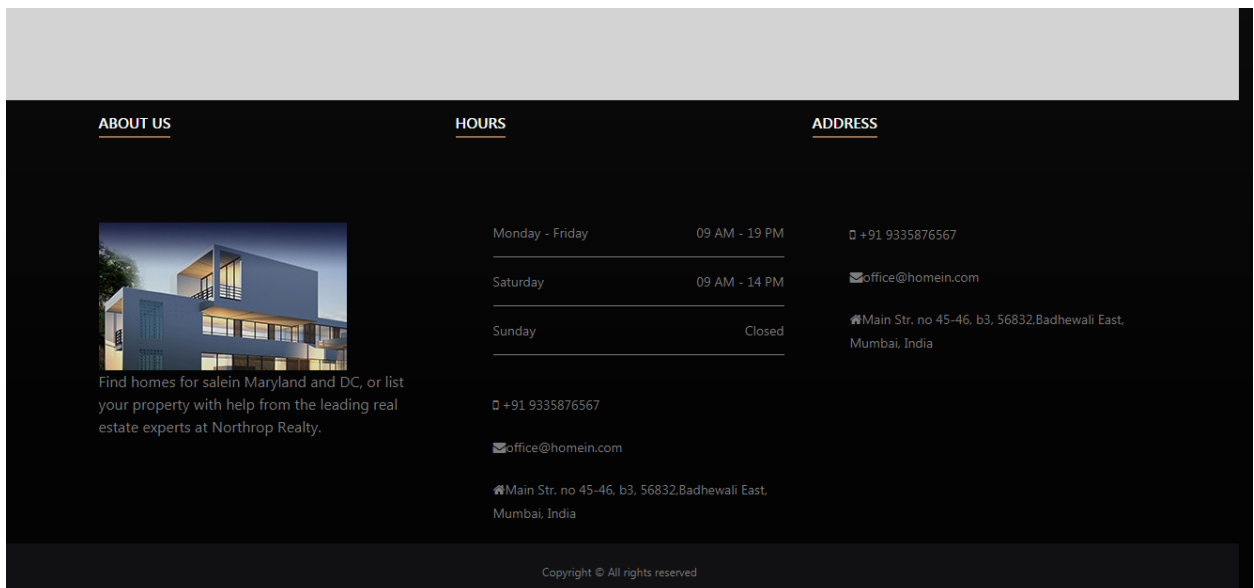 ABOUT US
Find homes for salein Maryland and DC, or list
your property with help from the leading real
estate experts at Northrop Realty.
HOURS
Monday - Friday 09 AM - 19 PM
Saturday 09 AM - 14 PM
Sunday Closed
+91 9335876567
office@homein.com
Main Str. no 45-46, b3, 56832,Badhewali East,
Mumbai, India
ADDRESS
+91 9335876567
office@homein.com
Main Str. no 45-46, b3, 56832,Badhewali East,
Mumbai, India
Copyright © All rights reserved